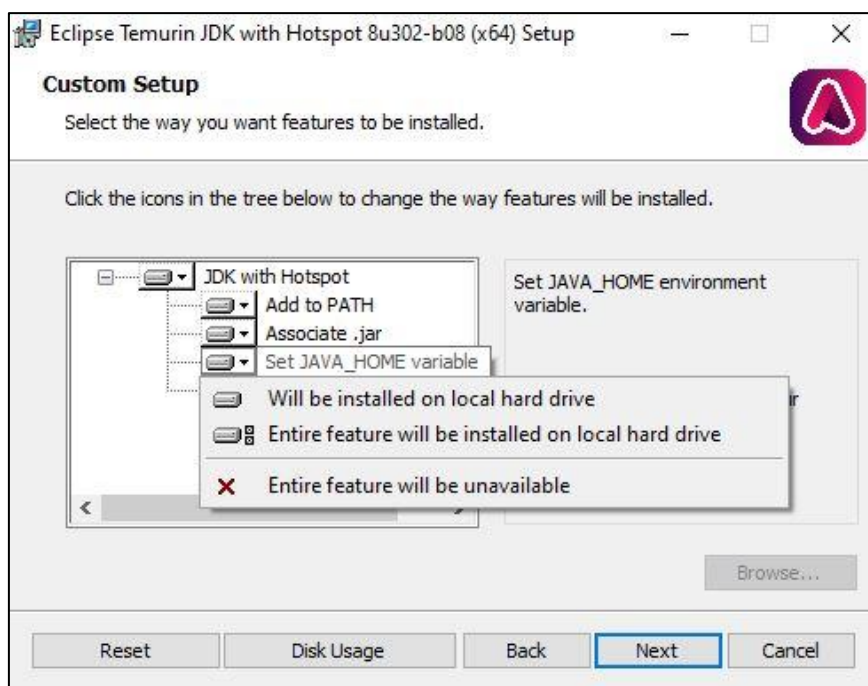 Eclipse Temurin JDK with Hotspot 8u302-b08 (x64) Setup
Custom Setup
Select the way you want features to be installed.
Click the icons in the tree below to change the way features will be installed.
JDK with Hotspot
Add to PATH
Associate .jar
Set JAVA_HOME variable
Set JAVA_HOME environment
variable.
Will be installed on local hard drive
Entire feature will be installed on local hard drive
Entire feature will be unavailable
Browse...
Reset
Disk Usage
Back
Next
Cancel